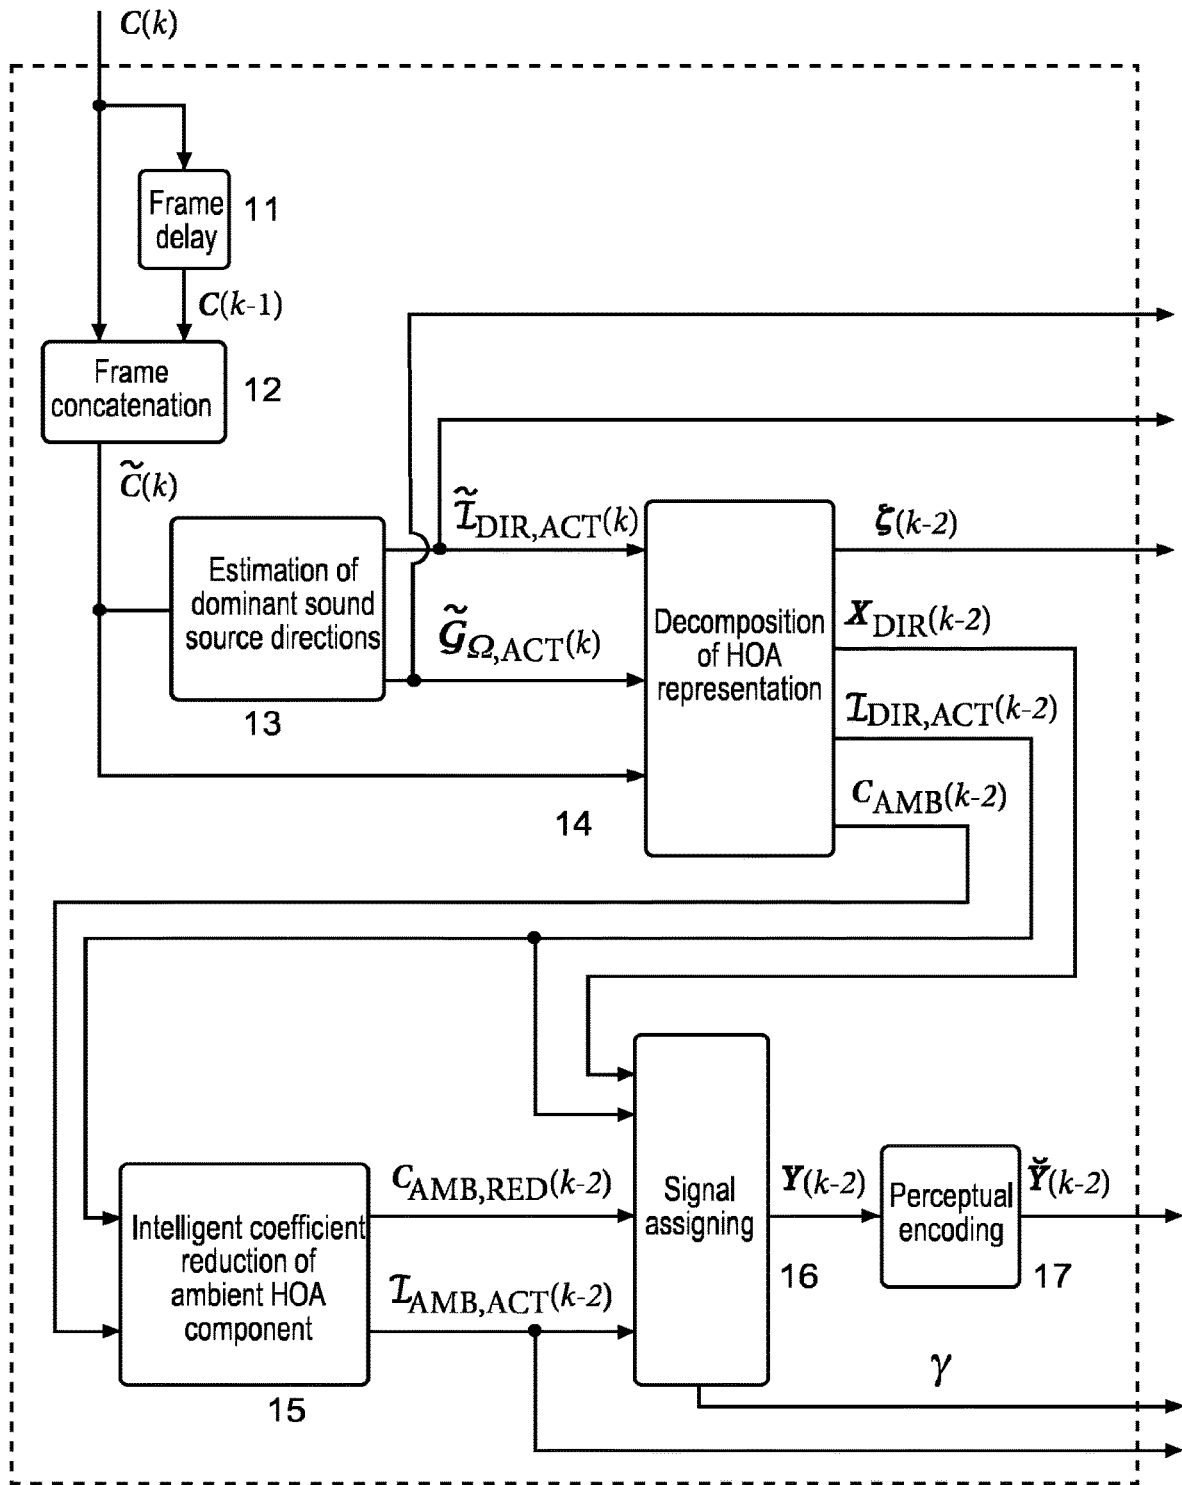 C(k)
Frame
delay
11
C(k-1)
Frame
concatenation
12
C̃(k)
Estimation of
dominant sound
source directions
13
Ĩ_DIR,ACT(k)
G̃_Ω,ACT(k)
Decomposition
of HOA
representation
14
ζ(k-2)
X_DIR(k-2)
I_DIR,ACT(k-2)
C_AMB(k-2)
Intelligent coefficient
reduction of
ambient HOA
component
15
C_AMB,RED(k-2)
I_AMB,ACT(k-2)
Signal
assigning
16
Y(k-2)
Perceptual
encoding
17
Y̆(k-2)
γ